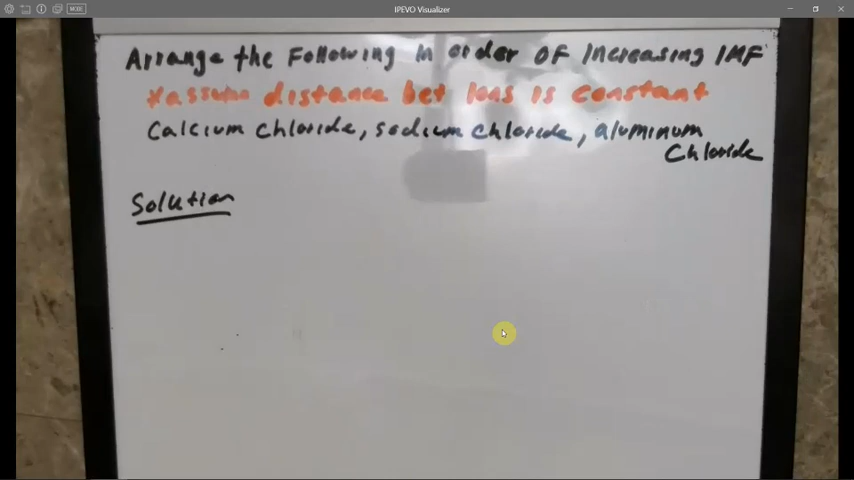 MODE
IPEVO Visualizer
Arrange the Following in order of increasing IMF
*assume distance bet ions is constant
Calcium chloride, sodium chloride, aluminum
Chloride
Solution